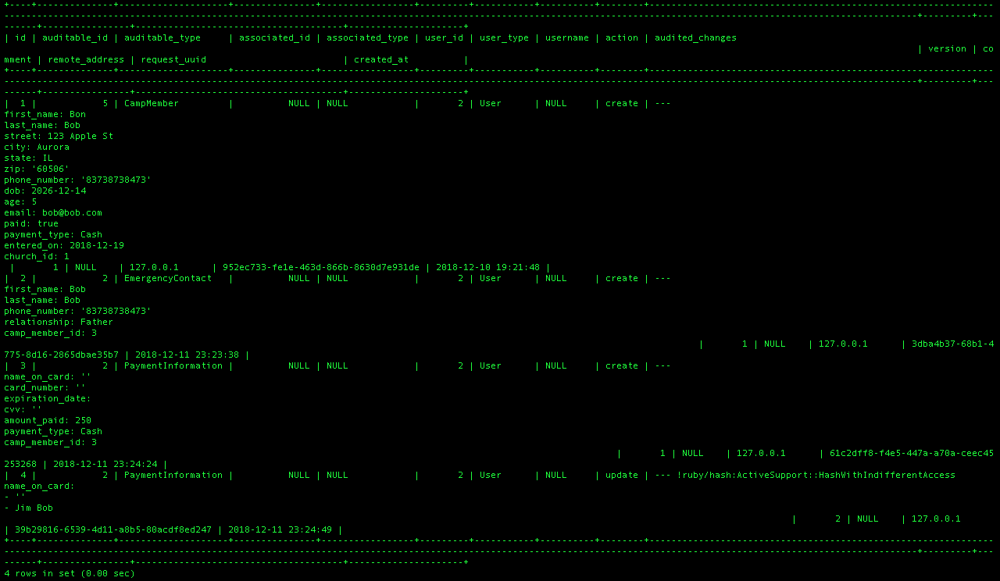 +----+--------------+--------------------+---------------+-----------------+---------+-----------+----------+--------+---------------------------------------------------------------
--------------------------------------------------------------------------------------------------------------------------------------------------------------------------+---------+---
------+----------------+--------------------------------------+---------------------+
| id | auditable_id | auditable_type     | associated_id | associated_type | user_id | user_type | username | action | audited_changes
| version | co
mment | remote_address | request_uuid                         | created_at          |
+----+--------------+--------------------+---------------+-----------------+---------+-----------+----------+--------+---------------------------------------------------------------
--------------------------------------------------------------------------------------------------------------------------------------------------------------------------+---------+---
------+----------------+--------------------------------------+---------------------+
|  1 |            5 | CampMember         |          NULL | NULL            |       2 | User      | NULL     | create | ---
first_name: Bon
last_name: Bob
street: 123 Apple St
city: Aurora
state: IL
zip: '60506'
phone_number: '83738738473'
dob: 2026-12-14
age: 5
email: bob@bob.com
paid: true
payment_type: Cash
entered_on: 2018-12-19
church_id: 1
|       1 | NULL    | 127.0.0.1      | 952ec733-fe1e-463d-866b-8630d7e931de | 2018-12-10 19:21:48 |
|  2 |            2 | EmergencyContact   |          NULL | NULL            |       2 | User      | NULL     | create | ---
first_name: Bob
last_name: Bob
phone_number: '83738738473'
relationship: Father
camp_member_id: 3
|       1 | NULL    | 127.0.0.1      | 3dba4b37-68b1-4
775-8d16-2865dbae35b7 | 2018-12-11 23:23:38 |
|  3 |            2 | PaymentInformation |          NULL | NULL            |       2 | User      | NULL     | create | ---
name_on_card: ''
card_number: ''
expiration_date:
cvv: ''
amount_paid: 250
payment_type: Cash
camp_member_id: 3
|       1 | NULL    | 127.0.0.1      | 61c2dff8-f4e5-447a-a70a-ceec45
253268 | 2018-12-11 23:24:24 |
|  4 |            2 | PaymentInformation |          NULL | NULL            |       2 | User      | NULL     | update | --- !ruby/hash:ActiveSupport::HashWithIndifferentAccess
name_on_card:
- ''
- Jim Bob
|       2 | NULL    | 127.0.0.1
| 39b29816-6539-4d11-a8b5-80acdf8ed247 | 2018-12-11 23:24:49 |
+----+--------------+--------------------+---------------+-----------------+---------+-----------+----------+--------+---------------------------------------------------------------
--------------------------------------------------------------------------------------------------------------------------------------------------------------------------+---------+---
------+----------------+--------------------------------------+---------------------+
4 rows in set (0.00 sec)